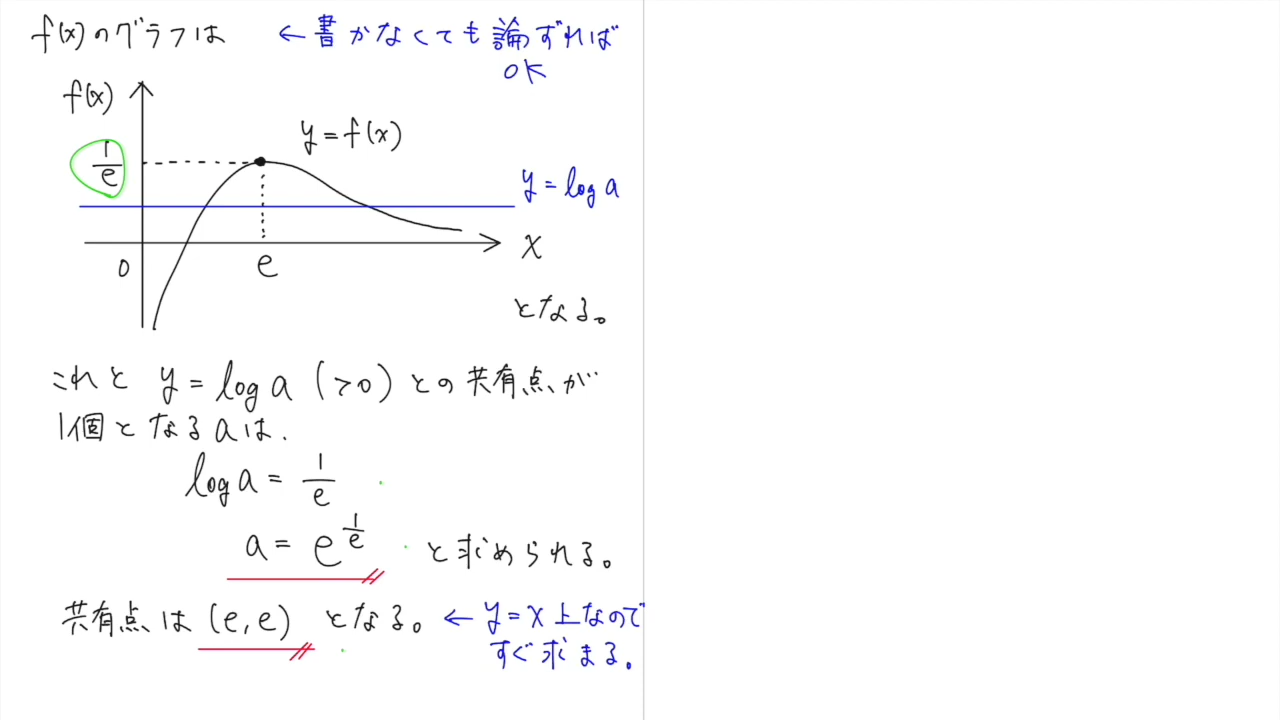 f(x)のグラフは ←書かなくても論ずれば
OK
f(x)
y=f(x)
1/e
y=log a
0
e
x
となる。
これと y=log a (>0) との共有点が
1個となるaは、
log a = 1/e
a = e^(1/e) と求められる。
共有点は (e,e) となる。 ← y=x上なので
すぐ求まる。